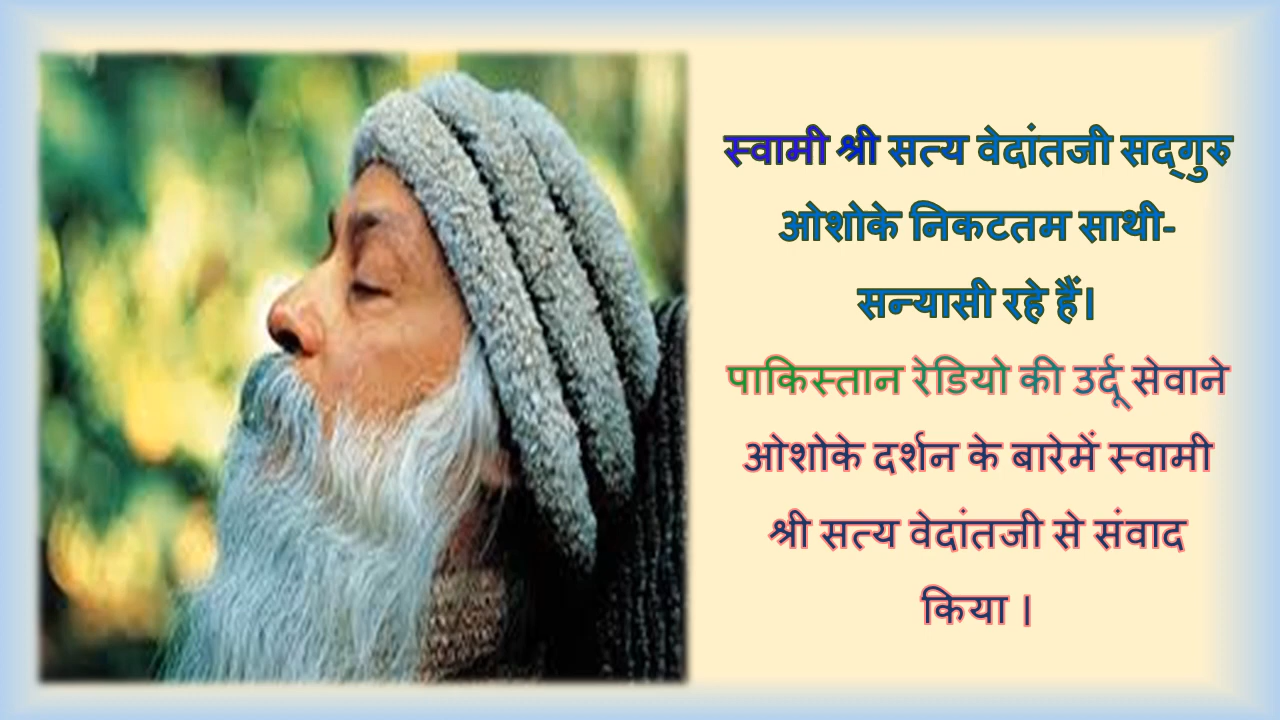 स्वामी श्री सत्य वेदांतजी सद्‌गुरु
ओशोके निकटतम साथी-
सन्यासी रहे हैं।
पाकिस्तान रेडियो की उर्दू सेवाने
ओशोके दर्शन के बारेमें स्वामी
श्री सत्य वेदांतजी से संवाद
किया ।